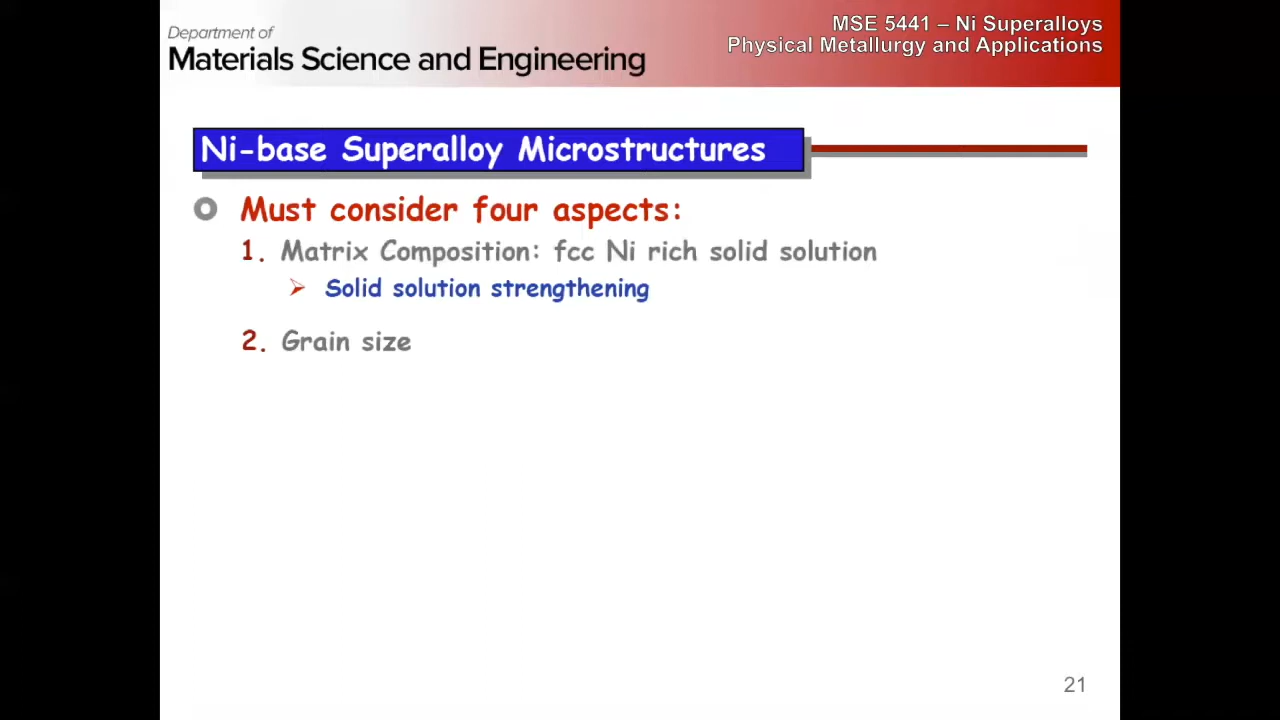 Department of
Materials Science and Engineering
MSE 5441 – Ni Superalloys
Physical Metallurgy and Applications
Ni-base Superalloy Microstructures
Must consider four aspects:
1. Matrix Composition: fcc Ni rich solid solution
Solid solution strengthening
2. Grain size
21